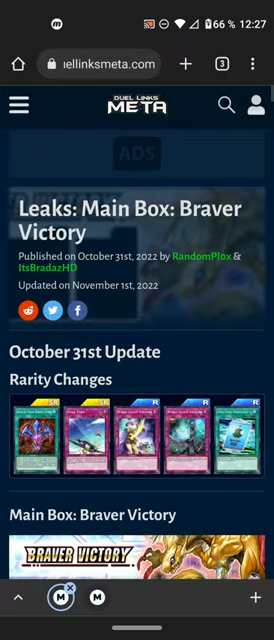 66 % 12:27
uellinksmeta.com
3
DUEL LINKS
META
ADS
Leaks: Main Box: Braver
Victory
Published on October 31st, 2022 by RandomPl0x &
ItsBradazHD
Updated on November 1st, 2022
October 31st Update
Rarity Changes
SR
SR
R
R
R
Main Box: Braver Victory
BRAVER VICTORY